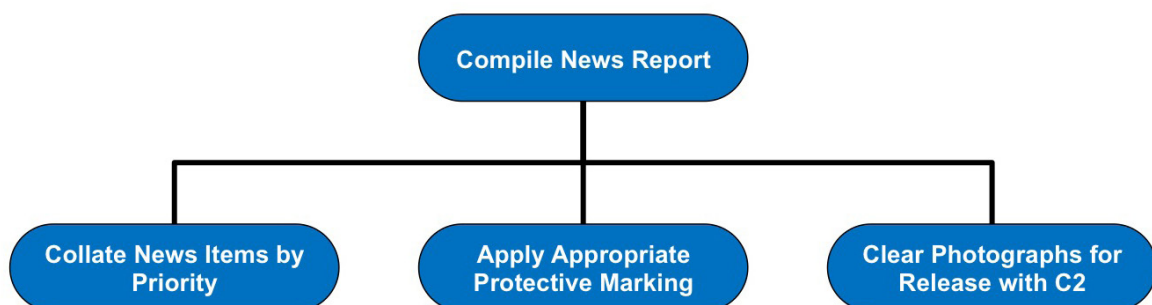 Compile News Report
Collate News Items by
Priority
Apply Appropriate
Protective Marking
Clear Photographs for
Release with C2